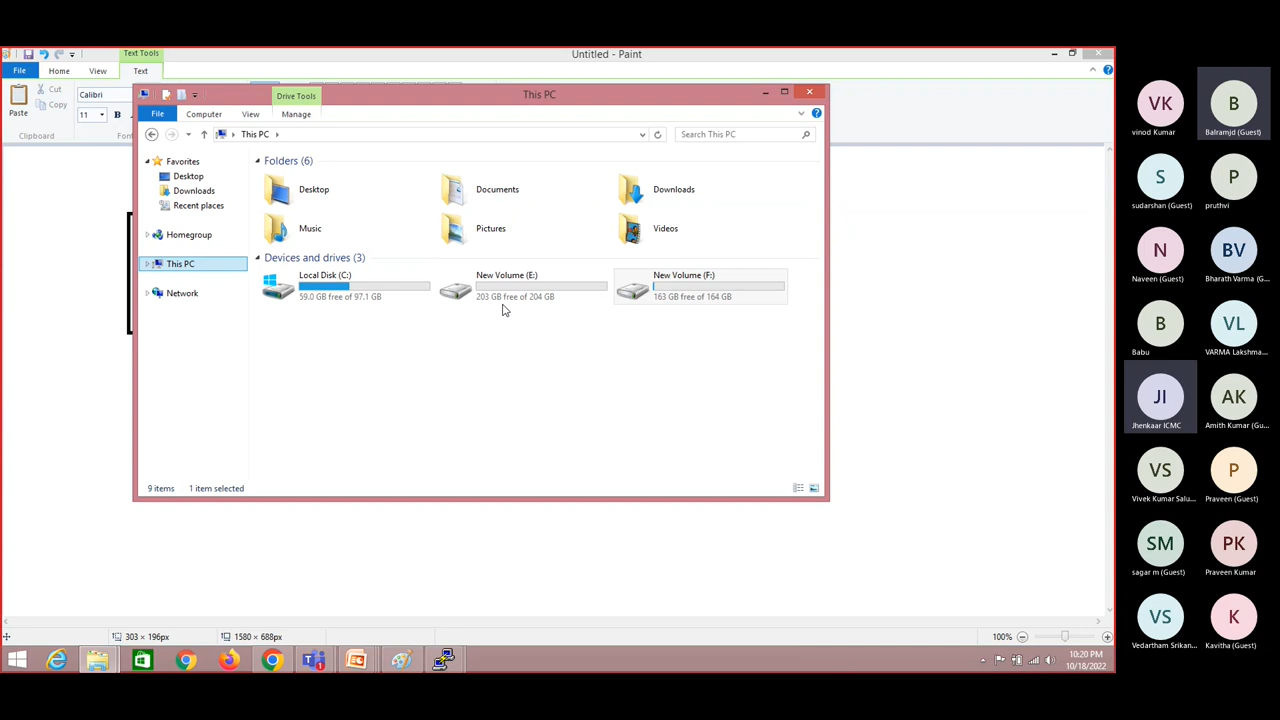 Text Tools
Untitled - Paint
File Home View Text
Paste
Cut
Copy
Clipboard
Calibri
11
B
Drive Tools
This PC
File Computer View Manage
This PC
Search This PC
Favorites
Desktop
Downloads
Recent places
Homegroup
This PC
Network
Folders (6)
Desktop
Documents
Downloads
Music
Pictures
Videos
Devices and drives (3)
Local Disk (C:)
59.0 GB free of 97.1 GB
New Volume (E:)
203 GB free of 204 GB
New Volume (F:)
163 GB free of 164 GB
9 items 1 item selected
303 × 196px
1580 × 688px
100%
10:20 PM
10/18/2022
VK
vinod Kumar
B
Balramjd (Guest)
S
sudarshan (Guest)
P
pruthvi
N
Naveen (Guest)
BV
Bharath Varma (G...
B
Babu
VL
VARMA Lakshma...
JI
Jhenkaar ICMC
AK
Amith Kumar (Gu...
VS
Vivek Kumar Salu...
P
Praveen (Guest)
SM
sagar m (Guest)
PK
Praveen Kumar
VS
Vedartham Srikan...
K
Kavitha (Guest)